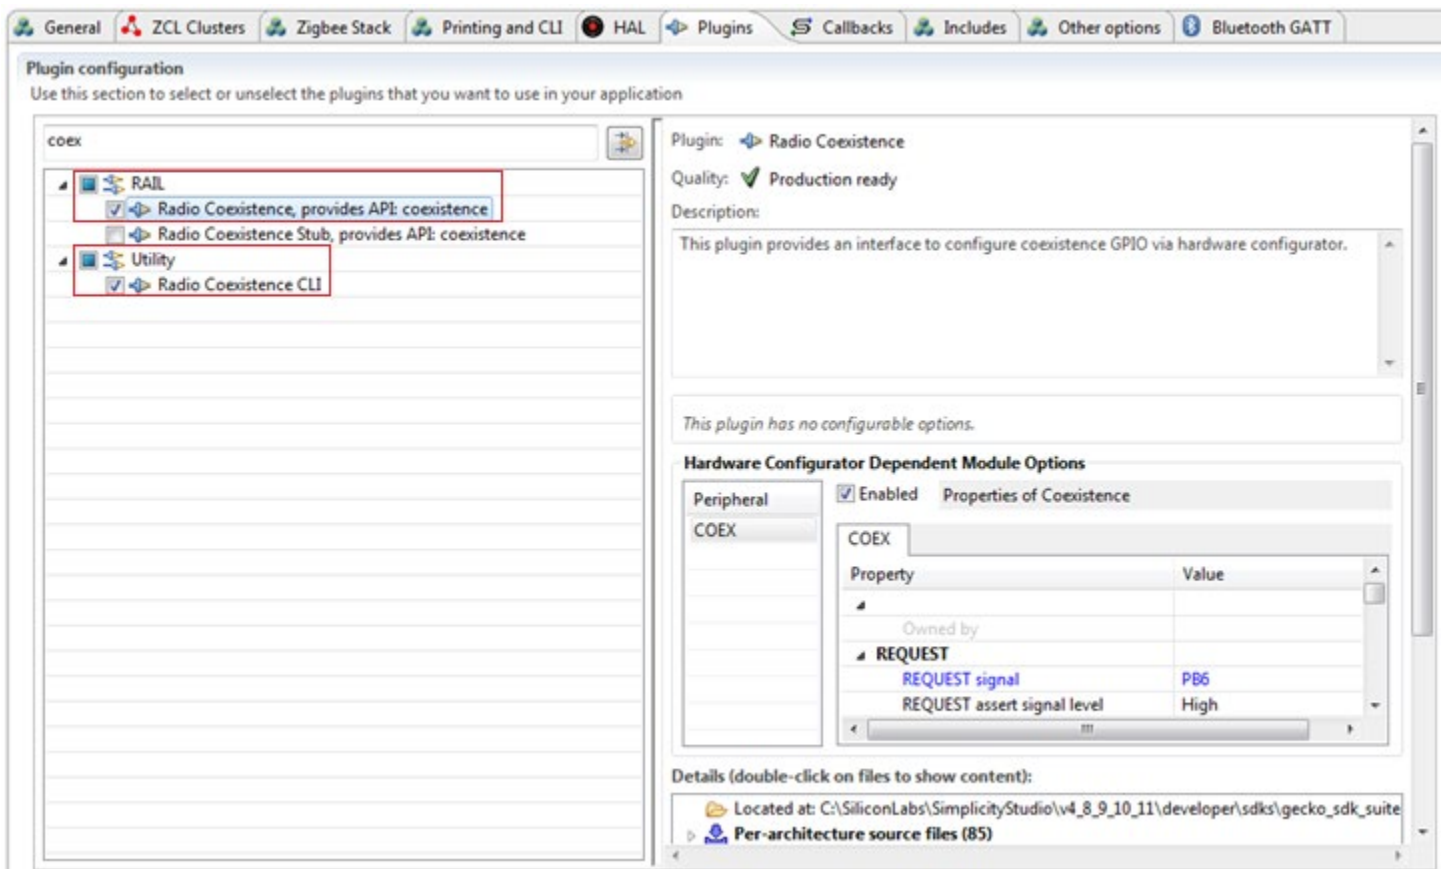 General ZCL Clusters Zigbee Stack Printing and CLI HAL Plugins Callbacks Includes Other options Bluetooth GATT
Plugin configuration
Use this section to select or unselect the plugins that you want to use in your application
coex
RAIL
Radio Coexistence, provides API: coexistence
Radio Coexistence Stub, provides API: coexistence
Utility
Radio Coexistence CLI
Plugin: Radio Coexistence
Quality: Production ready
Description:
This plugin provides an interface to configure coexistence GPIO via hardware configurator.
This plugin has no configurable options.
Hardware Configurator Dependent Module Options
Peripheral
COEX
Enabled Properties of Coexistence
COEX
Property Value
Owned by
REQUEST
REQUEST signal PB6
REQUEST assert signal level High
Details (double-click on files to show content):
Located at: C:\SiliconLabs\SimplicityStudio\v4_8_9_10_11\developer\sdks\gecko_sdk_suite
Per-architecture source files (85)